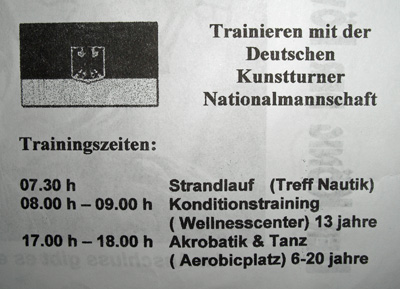 Trainieren mit der
Deutschen
Kunstturner
Nationalmannschaft
Trainingszeiten:
07.30 h Strandlauf (Treff Nautik)
08.00 h – 09.00 h Konditionstraining
( Wellnesscenter) 13 jahre
17.00 h – 18.00 h Akrobatik & Tanz
( Aerobicplatz) 6-20 jahre